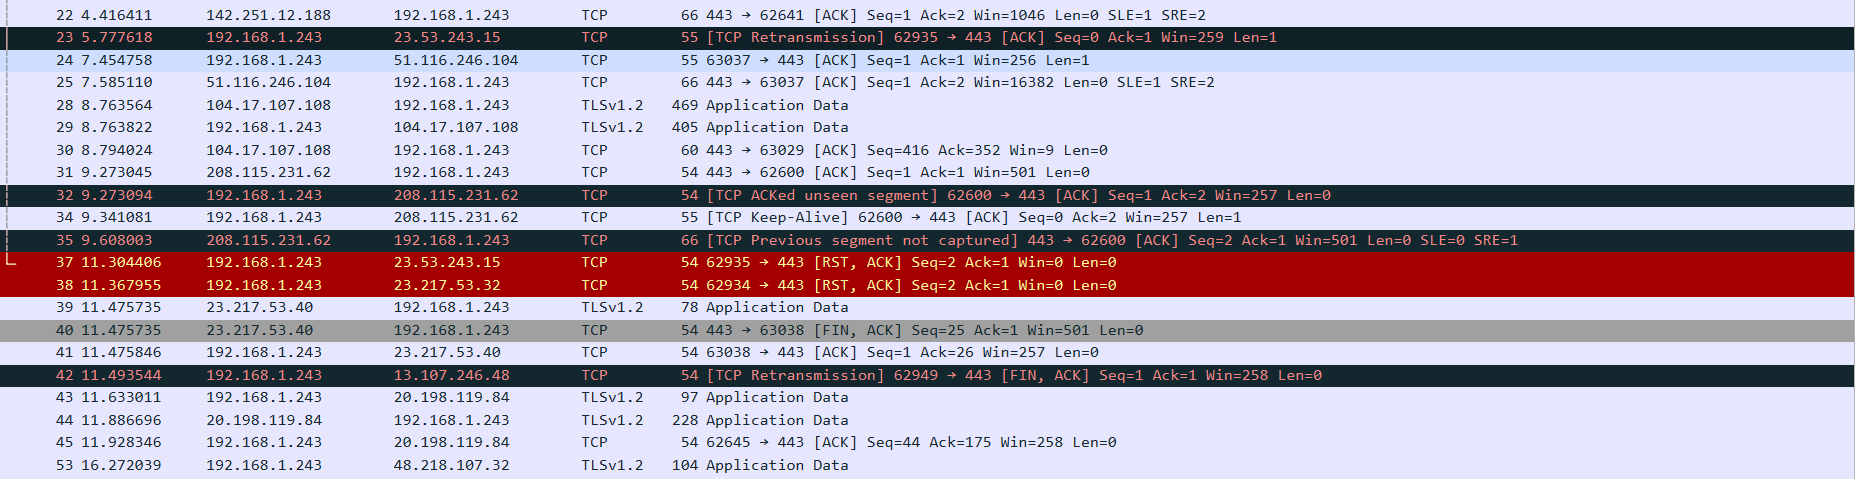 22 4.416411 142.251.12.188 192.168.1.243 TCP 66 443 → 62641 [ACK] Seq=1 Ack=2 Win=1046 Len=0 SLE=1 SRE=2
23 5.777618 192.168.1.243 23.53.243.15 TCP 55 [TCP Retransmission] 62935 → 443 [ACK] Seq=0 Ack=1 Win=259 Len=1
24 7.454758 192.168.1.243 51.116.246.104 TCP 55 63037 → 443 [ACK] Seq=1 Ack=1 Win=256 Len=1
25 7.585110 51.116.246.104 192.168.1.243 TCP 66 443 → 63037 [ACK] Seq=1 Ack=2 Win=16382 Len=0 SLE=1 SRE=2
28 8.763564 104.17.107.108 192.168.1.243 TLSv1.2 469 Application Data
29 8.763822 192.168.1.243 104.17.107.108 TLSv1.2 405 Application Data
30 8.794024 104.17.107.108 192.168.1.243 TCP 60 443 → 63029 [ACK] Seq=416 Ack=352 Win=9 Len=0
31 9.273045 208.115.231.62 192.168.1.243 TCP 54 443 → 62600 [ACK] Seq=1 Ack=1 Win=501 Len=0
32 9.273094 192.168.1.243 208.115.231.62 TCP 54 [TCP ACKed unseen segment] 62600 → 443 [ACK] Seq=1 Ack=2 Win=257 Len=0
34 9.341081 192.168.1.243 208.115.231.62 TCP 55 [TCP Keep-Alive] 62600 → 443 [ACK] Seq=0 Ack=2 Win=257 Len=1
35 9.608003 208.115.231.62 192.168.1.243 TCP 66 [TCP Previous segment not captured] 443 → 62600 [ACK] Seq=2 Ack=1 Win=501 Len=0 SLE=0 SRE=1
37 11.304406 192.168.1.243 23.53.243.15 TCP 54 62935 → 443 [RST, ACK] Seq=2 Ack=1 Win=0 Len=0
38 11.367955 192.168.1.243 23.217.53.32 TCP 54 62934 → 443 [RST, ACK] Seq=2 Ack=1 Win=0 Len=0
39 11.475735 23.217.53.40 192.168.1.243 TLSv1.2 78 Application Data
40 11.475735 23.217.53.40 192.168.1.243 TCP 54 443 → 63038 [FIN, ACK] Seq=25 Ack=1 Win=501 Len=0
41 11.475846 192.168.1.243 23.217.53.40 TCP 54 63038 → 443 [ACK] Seq=1 Ack=26 Win=257 Len=0
42 11.493544 192.168.1.243 13.107.246.48 TCP 54 [TCP Retransmission] 62949 → 443 [FIN, ACK] Seq=1 Ack=1 Win=258 Len=0
43 11.633011 192.168.1.243 20.198.119.84 TLSv1.2 97 Application Data
44 11.886696 20.198.119.84 192.168.1.243 TLSv1.2 228 Application Data
45 11.928346 192.168.1.243 20.198.119.84 TCP 54 62645 → 443 [ACK] Seq=44 Ack=175 Win=258 Len=0
53 16.272039 192.168.1.243 48.218.107.32 TLSv1.2 104 Application Data